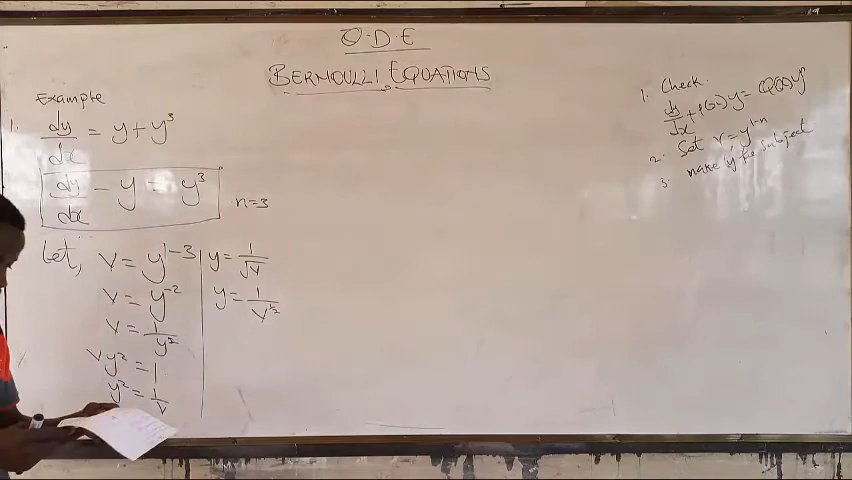 O.D.E
BERNOULLI EQUATIONS
Example
1. dy/dx = y + y³
dy/dx - y = y³
n=3
Let, v = y^1-3
v = y^-2
v = 1/y²
vy² = 1
y² = 1/v
y = 1/√v
y = 1/v^½
1. Check.
dy/dx + P(x)y = Q(x)yⁿ
2. Set v = y^1-n
3. make y the subject